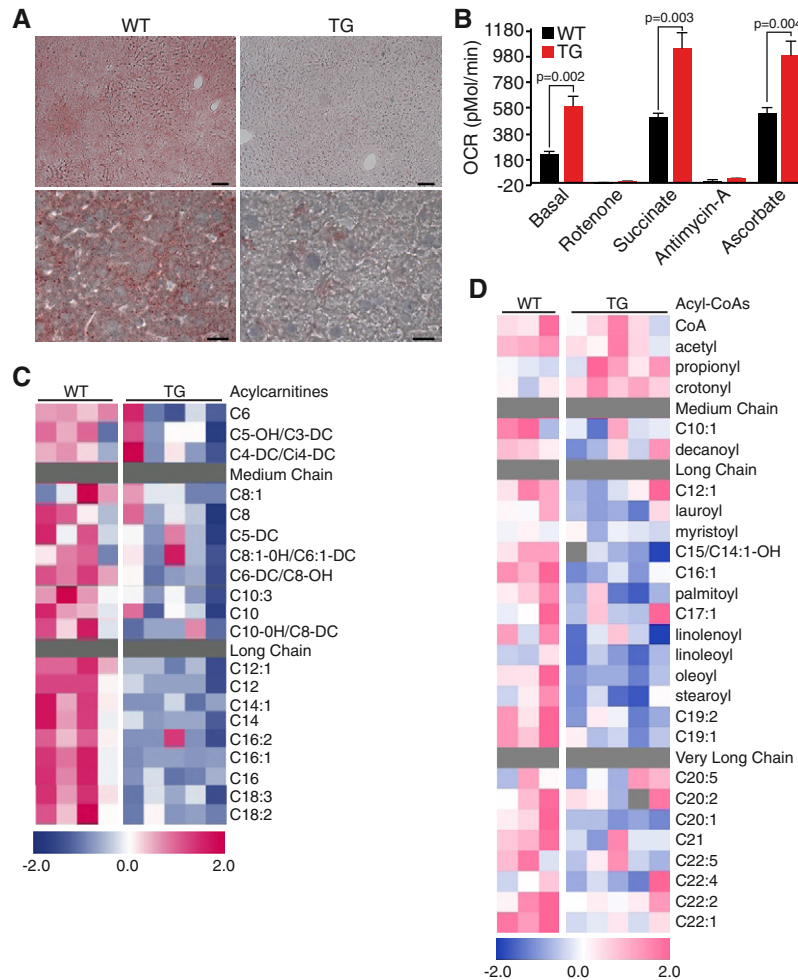 A
WT
TG
B
OCR (pMol/min)
1180
980
780
580
380
180
-20
WT
TG
p=0.002
p=0.003
p=0.004
Basal
Rotenone
Succinate
Antimycin-A
Ascorbate
C
WT
TG
Acylcarnitines
C6
C5-OH/C3-DC
C4-DC/Ci4-DC
Medium Chain
C8:1
C8
C5-DC
C8:1-0H/C6:1-DC
C6-DC/C8-OH
C10:3
C10
C10-0H/C8-DC
Long Chain
C12:1
C12
C14:1
C14
C16:2
C16:1
C16
C18:3
C18:2
-2.0
0.0
2.0
D
WT
TG
Acyl-CoAs
CoA
acetyl
propionyl
crotonyl
Medium Chain
C10:1
decanoyl
Long Chain
C12:1
lauroyl
myristoyl
C15/C14:1-OH
C16:1
palmitoyl
C17:1
linolenoyl
linoleoyl
oleoyl
stearoyl
C19:2
C19:1
Very Long Chain
C20:5
C20:2
C20:1
C21
C22:5
C22:4
C22:2
C22:1
-2.0
0.0
2.0